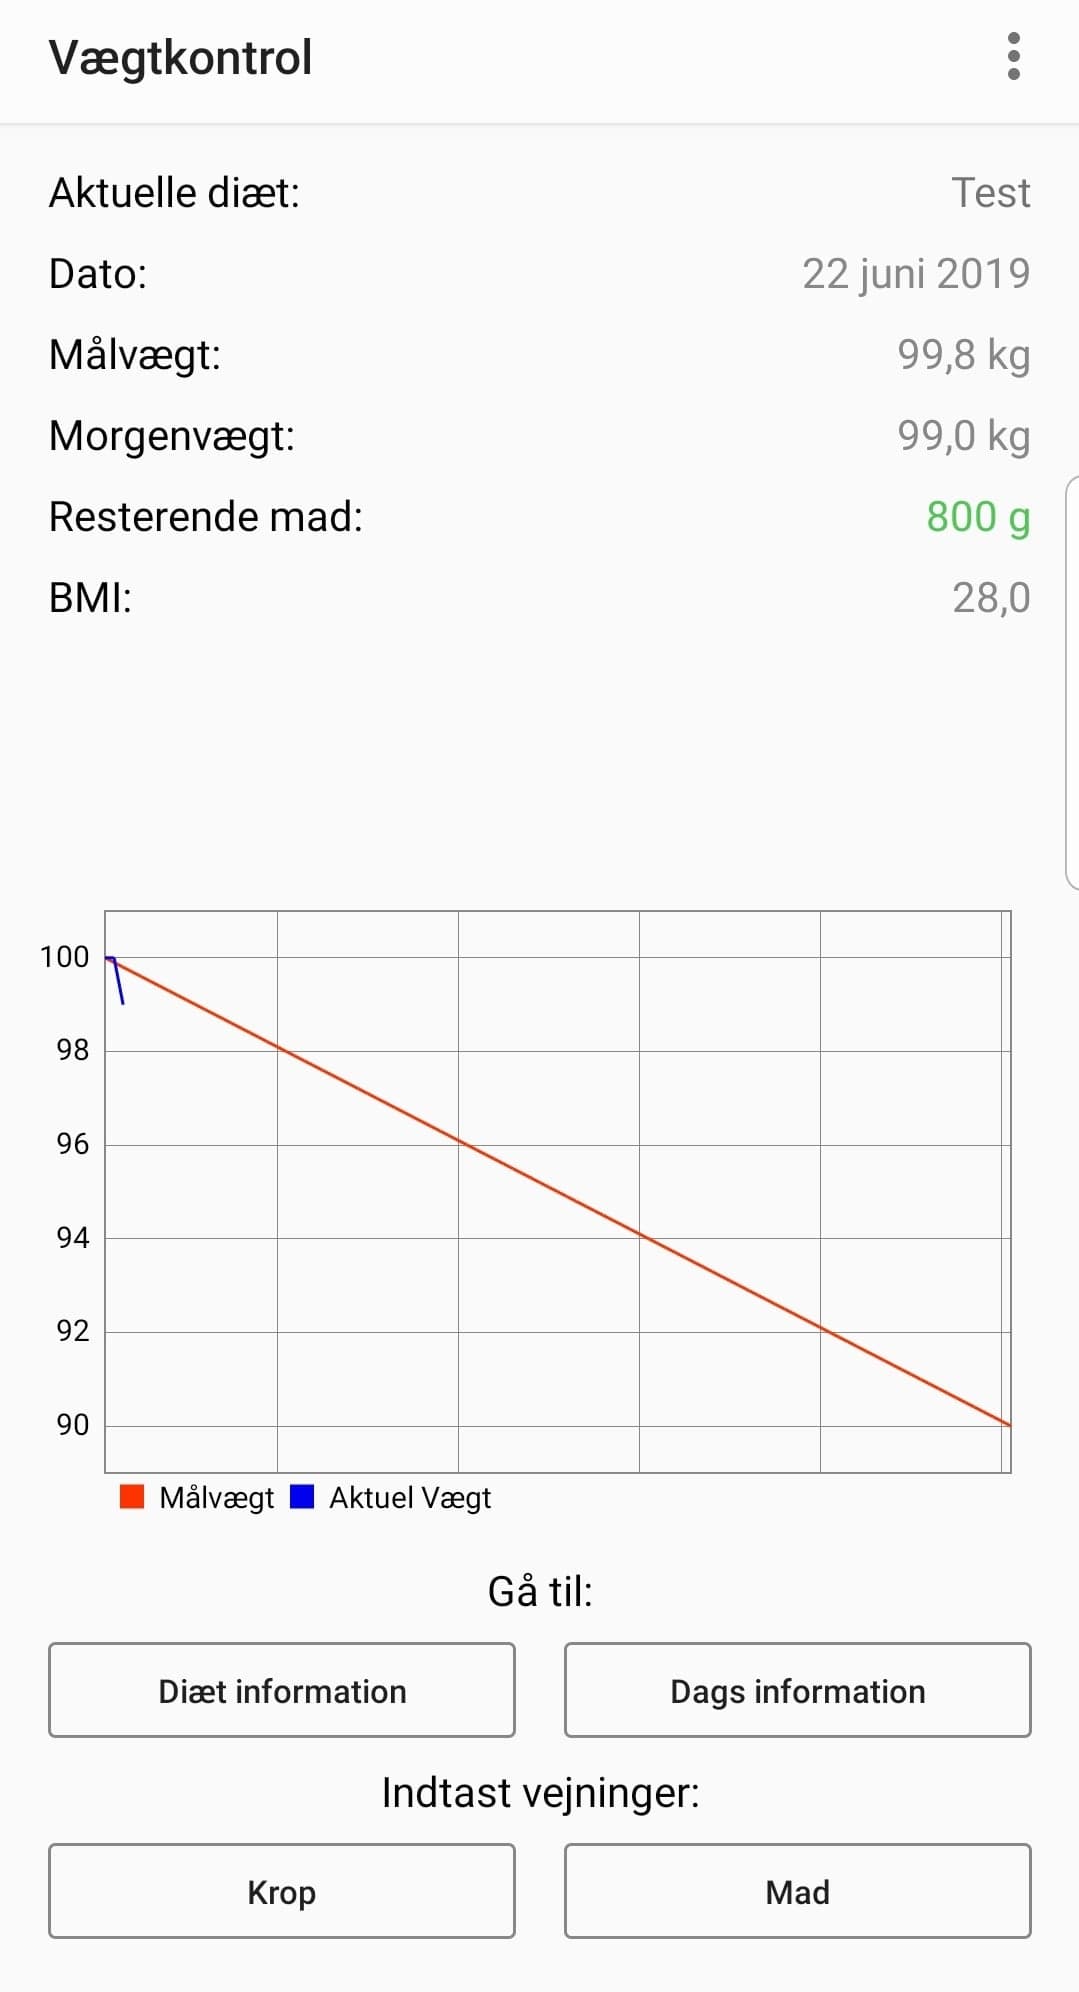 Vægtkontrol
Aktuelle diæt: Test
Dato: 22 juni 2019
Målvægt: 99,8 kg
Morgenvægt: 99,0 kg
Resterende mad: 800 g
BMI: 28,0
100
98
96
94
92
90
Målvægt Aktuel Vægt
Gå til:
Diæt information Dags information
Indtast vejninger:
Krop Mad